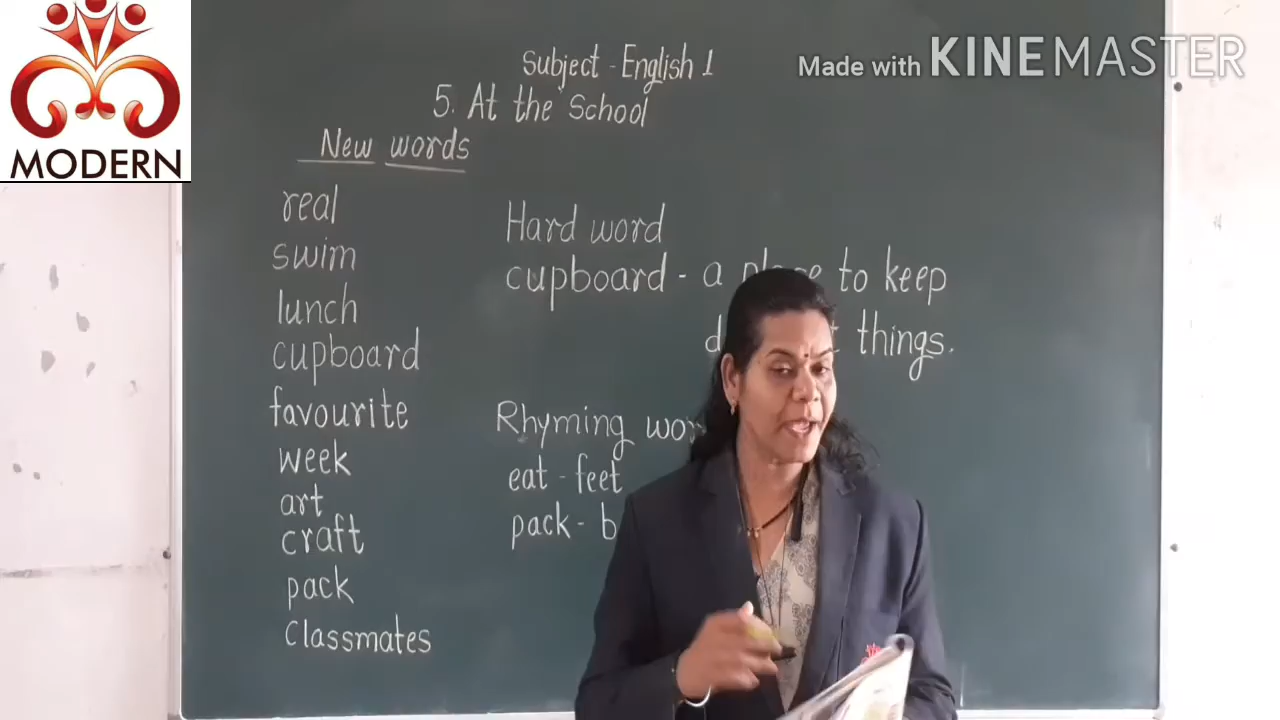 MODERN
Made with KINEMASTER
Subject - English 1
5. At the School
New words
real
swim
lunch
cupboard
favourite
week
art
craft
pack
classmates
Hard word
cupboard - a place to keep
things.
Rhyming
eat - feet
pack -